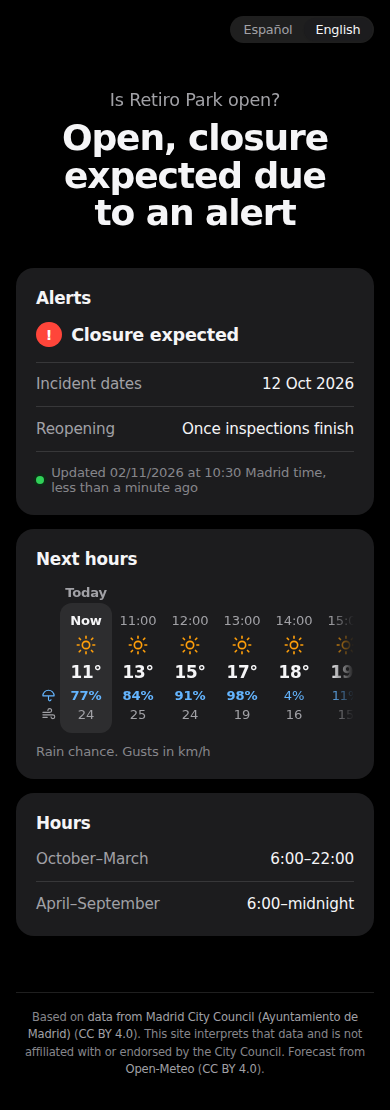 Español English
Is Retiro Park open?
Open, closure
expected due
to an alert
Alerts
! Closure expected
Incident dates 12 Oct 2026
Reopening Once inspections finish
Updated 02/11/2026 at 10:30 Madrid time,
less than a minute ago
Next hours
Today
Now 11:00 12:00 13:00 14:00
11° 13° 15° 17° 18°
77% 84% 91% 98% 4%
24 25 24 19 16
Rain chance. Gusts in km/h
Hours
October–March 6:00–22:00
April–September 6:00–midnight
Based on data from Madrid City Council (Ayuntamiento de
Madrid) (CC BY 4.0). This site interprets that data and is not
affiliated with or endorsed by the City Council. Forecast from
Open-Meteo (CC BY 4.0).